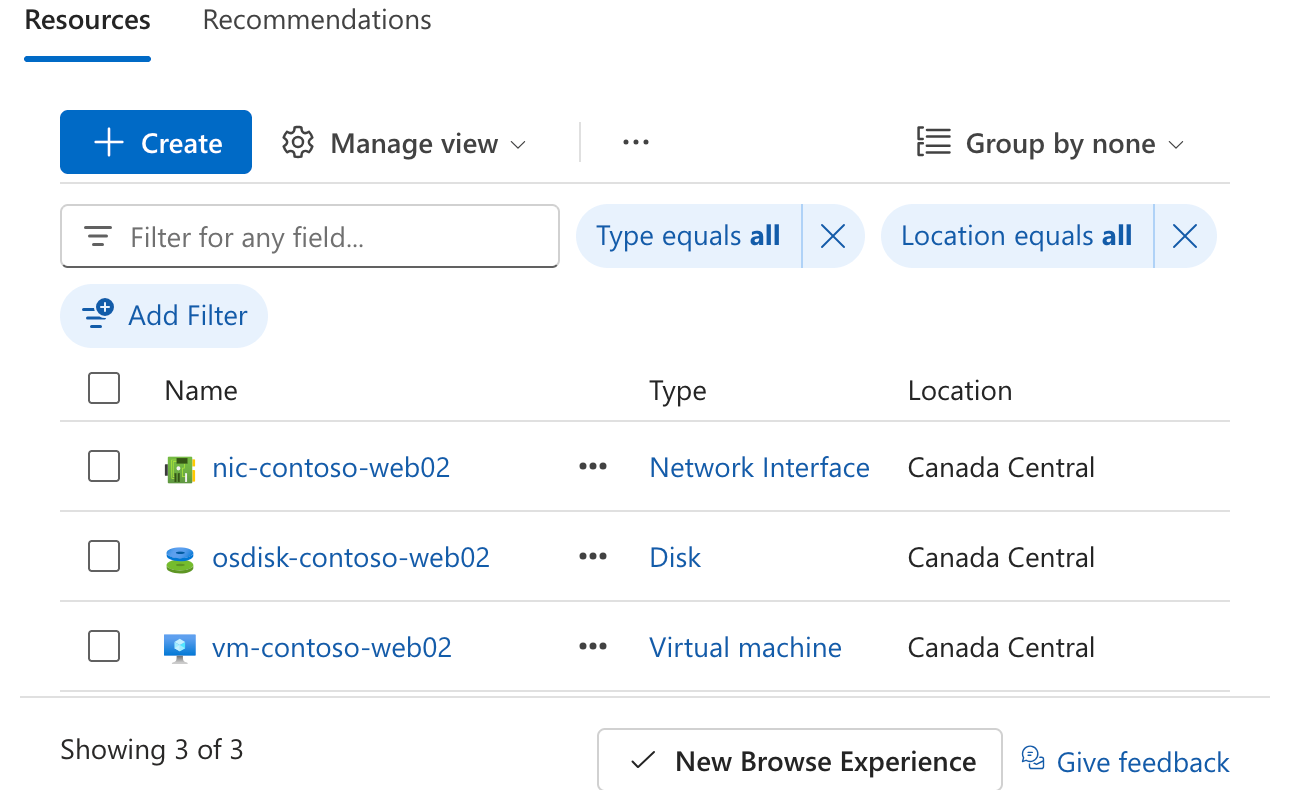 Resources Recommendations
Create Manage view ··· Group by none
Filter for any field... Type equals all Location equals all
Add Filter
Name Type Location
nic-contoso-web02 ••• Network Interface Canada Central
osdisk-contoso-web02 ••• Disk Canada Central
vm-contoso-web02 ••• Virtual machine Canada Central
Showing 3 of 3 New Browse Experience Give feedback